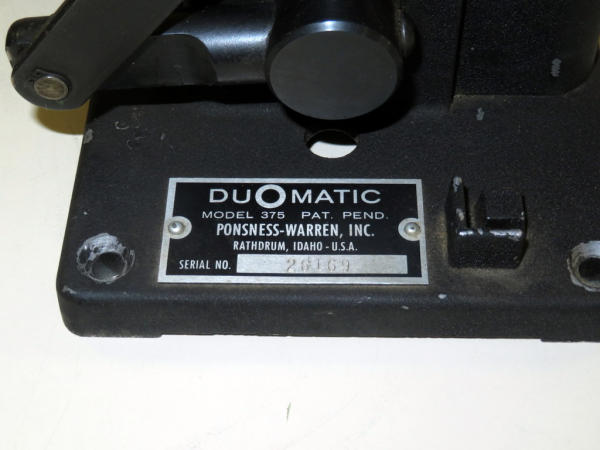 DUOMATIC
MODEL 375 PAT. PEND.
PONSNESS-WARREN, INC.
RATHDRUM, IDAHO - U.S.A.
SERIAL NO. 26169